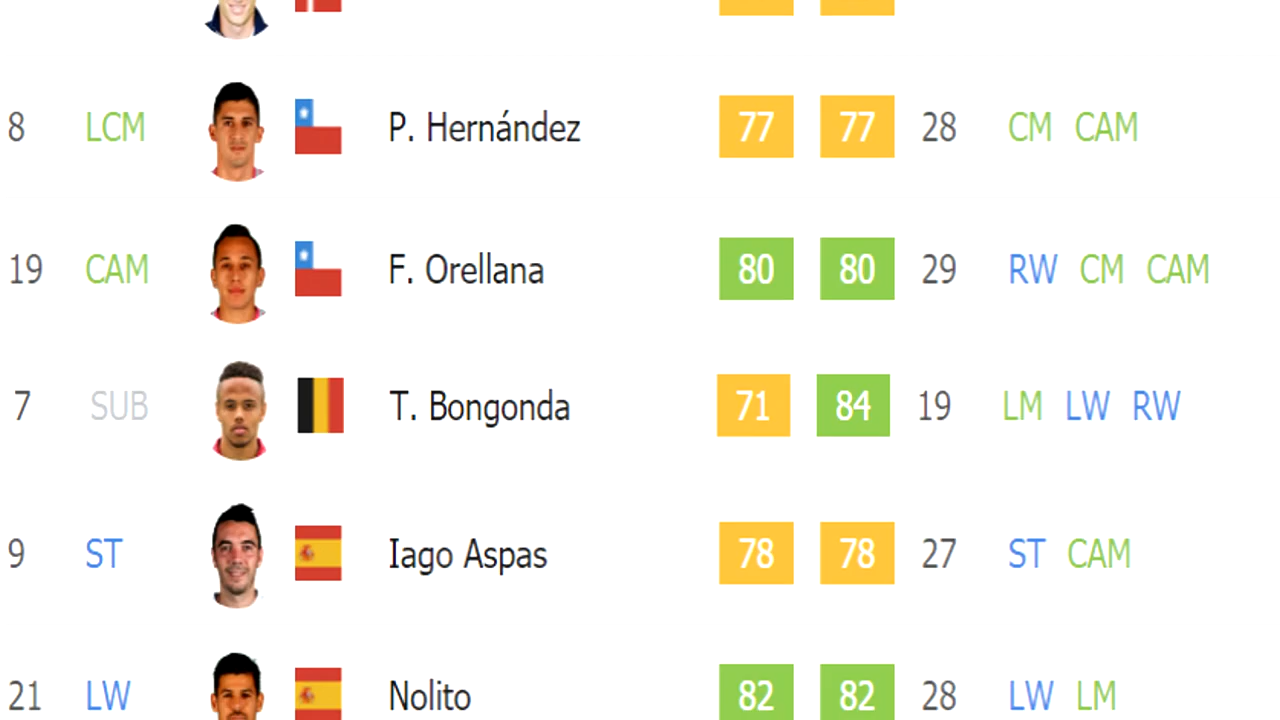 8 LCM P. Hernández 77 77 28 CM CAM
19 CAM F. Orellana 80 80 29 RW CM CAM
7 SUB T. Bongonda 71 84 19 LM LW RW
9 ST Iago Aspas 78 78 27 ST CAM
21 LW Nolito 82 82 28 LW LM